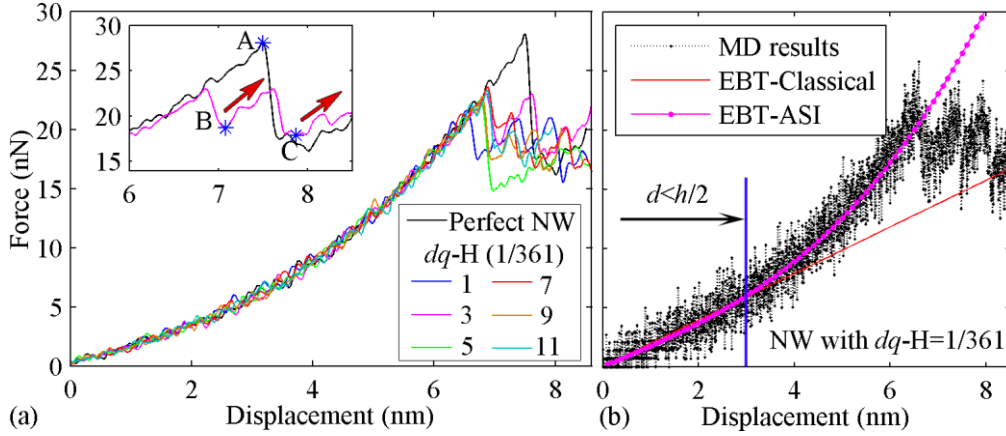 30
25
20
15
10
5
0
Force (nN)
30
25
20
15
A
B
C
6
7
8
Perfect NW
dq-H (1/361)
1
7
3
9
5
11
0
2
4
6
8
(a)
Displacement (nm)
MD results
EBT-Classical
EBT-ASI
d<h/2
NW with dq-H=1/361
0
2
4
6
8
(b)
Displacement (nm)